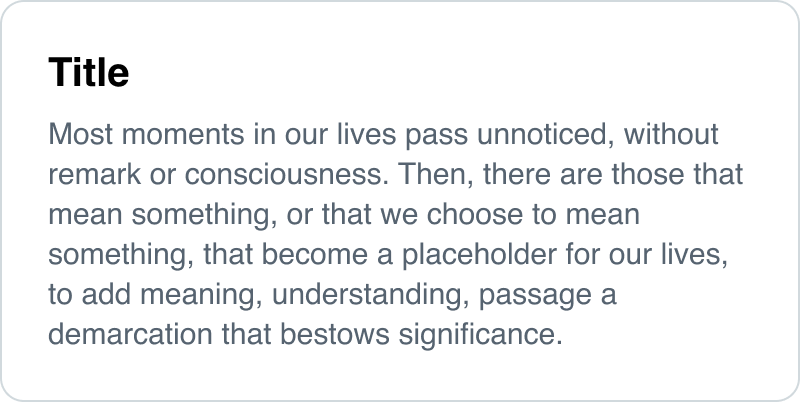 Title
Most moments in our lives pass unnoticed, without
remark or consciousness. Then, there are those that
mean something, or that we choose to mean
something, that become a placeholder for our lives,
to add meaning, understanding, passage a
demarcation that bestows significance.